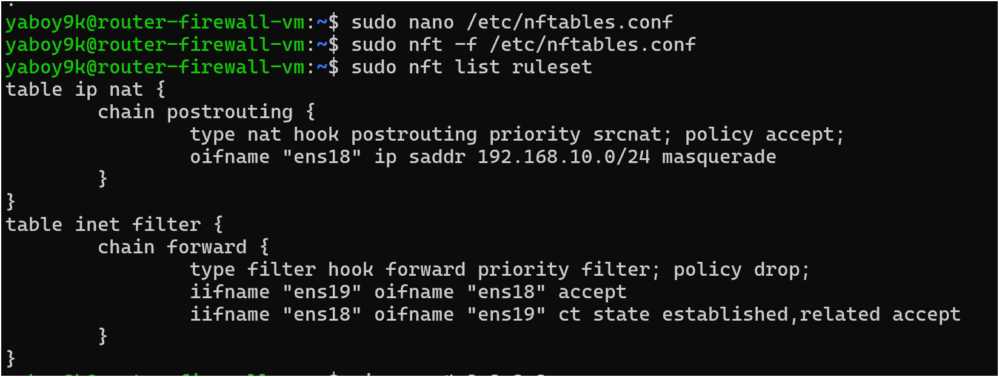 yaboy9k@router-firewall-vm:~$ sudo nano /etc/nftables.conf
yaboy9k@router-firewall-vm:~$ sudo nft -f /etc/nftables.conf
yaboy9k@router-firewall-vm:~$ sudo nft list ruleset
table ip nat {
        chain postrouting {
                type nat hook postrouting priority srcnat; policy accept;
                oifname "ens18" ip saddr 192.168.10.0/24 masquerade
        }
}
table inet filter {
        chain forward {
                type filter hook forward priority filter; policy drop;
                iifname "ens19" oifname "ens18" accept
                iifname "ens18" oifname "ens19" ct state established,related accept
        }
}